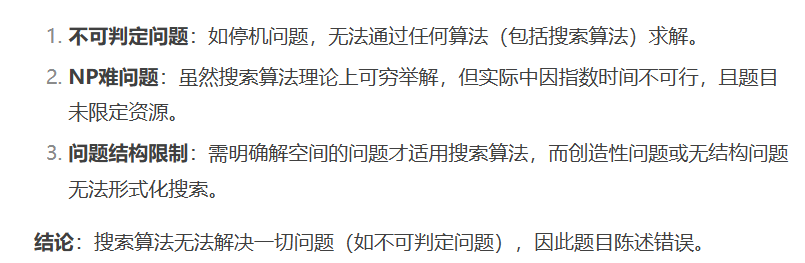 1. 不可判定问题：如停机问题，无法通过任何算法（包括搜索算法）求解。
2. NP难问题：虽然搜索算法理论上可穷举解，但实际中因指数时间不可行，且题目
未限定资源。
3. 问题结构限制：需明确解空间的问题才适用搜索算法，而创造性问题或无结构问题
无法形式化搜索。
结论：搜索算法无法解决一切问题（如不可判定问题），因此题目陈述错误。